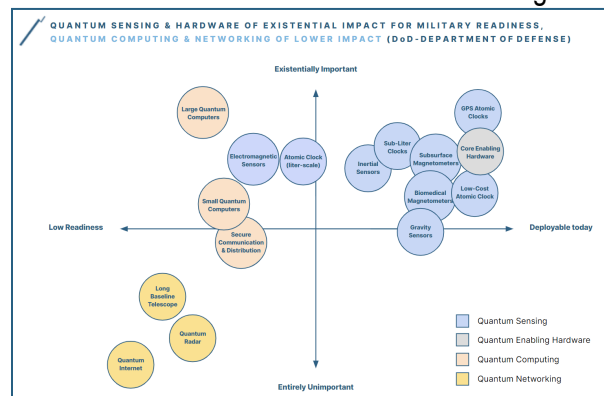 QUANTUM SENSING & HARDWARE OF EXISTENTIAL IMPACT FOR MILITARY READINESS,
QUANTUM COMPUTING & NETWORKING OF LOWER IMPACT (DoD-DEPARTMENT OF DEFENSE)
Existentially Important
Large Quantum
Computers
GPS Atomic
Clocks
Electromagnetic
Sensors
Atomic Clock
(liter-scale)
Inertial
Sensors
Sub-Liter
Clocks
Subsurface
Magnetometers
Core Enabling
Hardware
Small Quantum
Computers
Biomedical
Magnetometers
Low-Cost
Atomic Clock
Low Readiness
Secure
Communication
& Distribution
Gravity
Sensors
Deployable today
Long
Baseline
Telescope
Quantum
Radar
Quantum
Internet
Entirely Unimportant
Quantum Sensing
Quantum Enabling Hardware
Quantum Computing
Quantum Networking